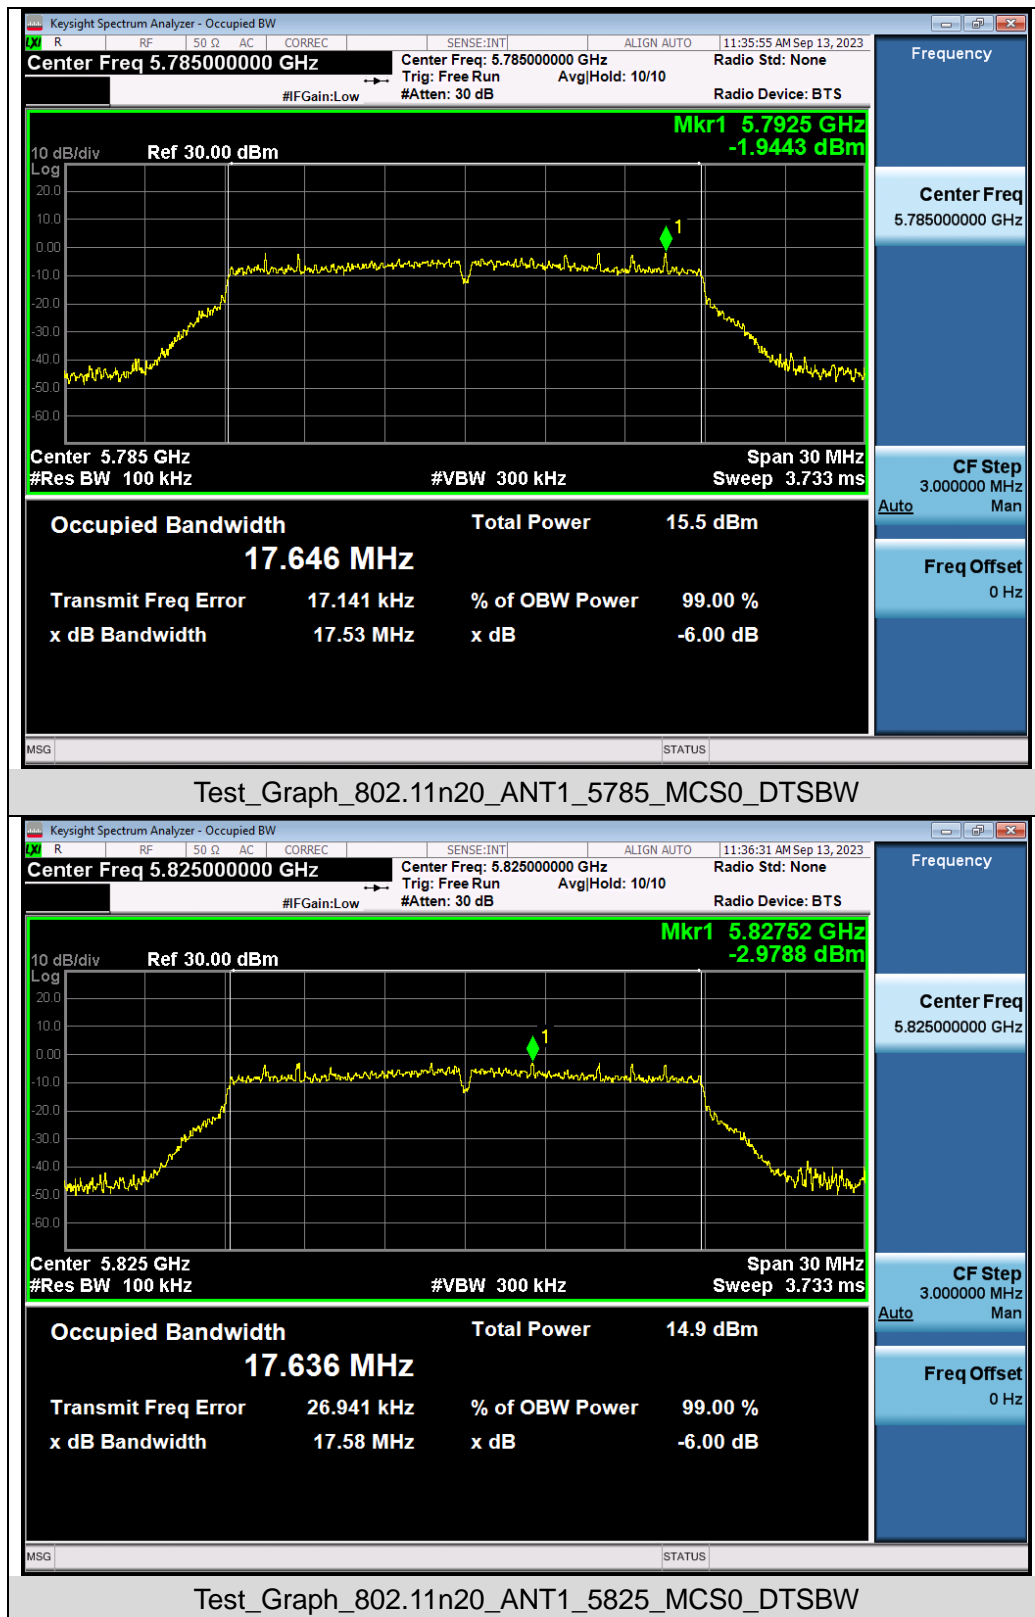 Keysight Spectrum Analyzer - Occupied BW
LXI R RF 50 Ω AC CORREC SENSE:INT ALIGN AUTO 11:35:55 AM Sep 13, 2023
Center Freq 5.785000000 GHz Center Freq: 5.785000000 GHz Radio Std: None
Trig: Free Run Avg|Hold: 10/10
#IFGain:Low #Atten: 30 dB Radio Device: BTS
Frequency
Mkr1 5.7925 GHz
10 dB/div Ref 30.00 dBm -1.9443 dBm
Log
20.0
10.0
0.00
-10.0
-20.0
-30.0
-40.0
-50.0
-60.0
1
Center 5.785 GHz Span 30 MHz
#Res BW 100 kHz #VBW 300 kHz Sweep 3.733 ms
Center Freq
5.785000000 GHz
CF Step
3.000000 MHz
Auto Man
Freq Offset
0 Hz
Occupied Bandwidth Total Power 15.5 dBm
17.646 MHz
Transmit Freq Error 17.141 kHz % of OBW Power 99.00 %
x dB Bandwidth 17.53 MHz x dB -6.00 dB
MSG STATUS
Test_Graph_802.11n20_ANT1_5785_MCS0_DTSBW
Keysight Spectrum Analyzer - Occupied BW
LXI R RF 50 Ω AC CORREC SENSE:INT ALIGN AUTO 11:36:31 AM Sep 13, 2023
Center Freq 5.825000000 GHz Center Freq: 5.825000000 GHz Radio Std: None
Trig: Free Run Avg|Hold: 10/10
#IFGain:Low #Atten: 30 dB Radio Device: BTS
Frequency
Mkr1 5.82752 GHz
10 dB/div Ref 30.00 dBm -2.9788 dBm
Log
20.0
10.0
0.00
-10.0
-20.0
-30.0
-40.0
-50.0
-60.0
1
Center 5.825 GHz Span 30 MHz
#Res BW 100 kHz #VBW 300 kHz Sweep 3.733 ms
Center Freq
5.825000000 GHz
CF Step
3.000000 MHz
Auto Man
Freq Offset
0 Hz
Occupied Bandwidth Total Power 14.9 dBm
17.636 MHz
Transmit Freq Error 26.941 kHz % of OBW Power 99.00 %
x dB Bandwidth 17.58 MHz x dB -6.00 dB
MSG STATUS
Test_Graph_802.11n20_ANT1_5825_MCS0_DTSBW